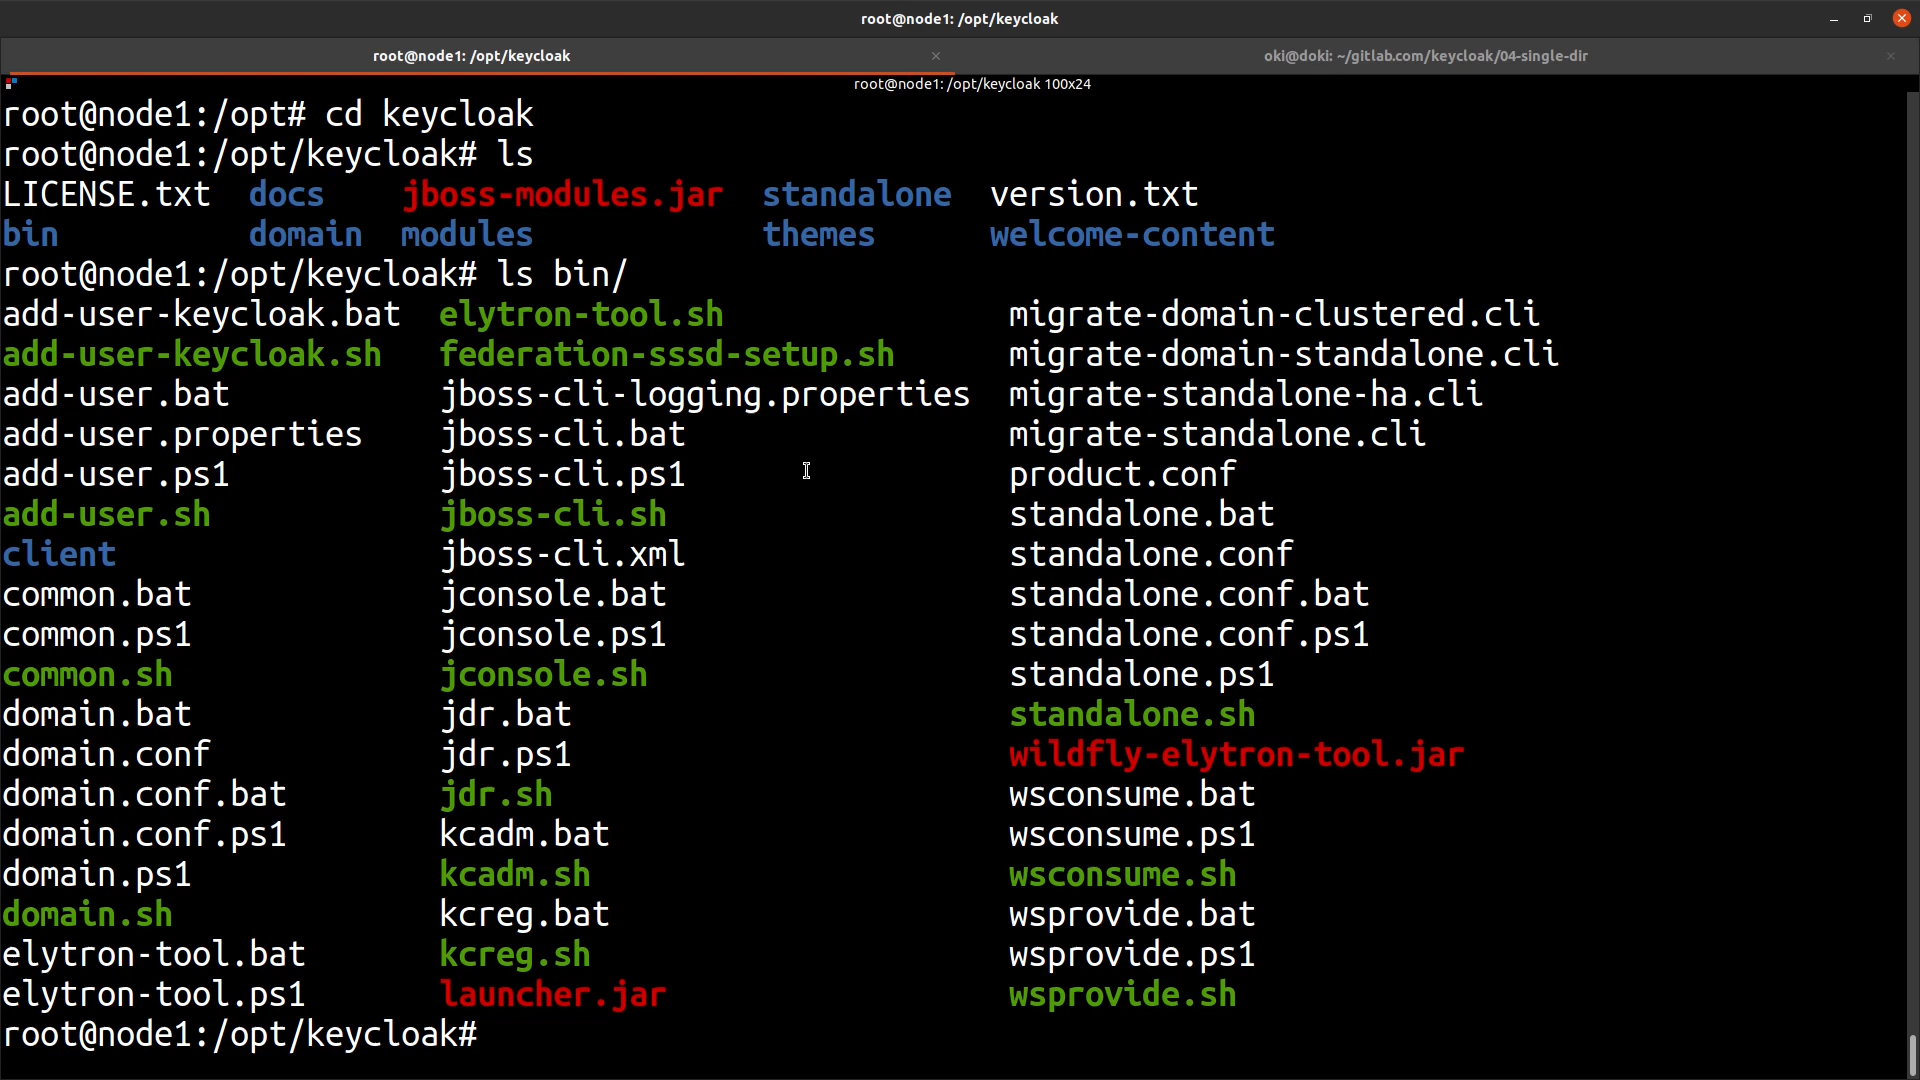 root@node1: /opt/keycloak
root@node1: /opt/keycloak × oki@doki: ~/gitlab.com/keycloak/04-single-dir ×
root@node1: /opt/keycloak 100x24
root@node1:/opt# cd keycloak
root@node1:/opt/keycloak# ls
LICENSE.txt  docs    jboss-modules.jar  standalone  version.txt
bin          domain  modules            themes      welcome-content
root@node1:/opt/keycloak# ls bin/
add-user-keycloak.bat  elytron-tool.sh                migrate-domain-clustered.cli
add-user-keycloak.sh   federation-sssd-setup.sh       migrate-domain-standalone.cli
add-user.bat           jboss-cli-logging.properties  migrate-standalone-ha.cli
add-user.properties    jboss-cli.bat                 migrate-standalone.cli
add-user.ps1           jboss-cli.ps1                 product.conf
add-user.sh            jboss-cli.sh                  standalone.bat
client                 jboss-cli.xml                 standalone.conf
common.bat             jconsole.bat                  standalone.conf.bat
common.ps1             jconsole.ps1                  standalone.conf.ps1
common.sh              jconsole.sh                   standalone.ps1
domain.bat             jdr.bat                       standalone.sh
domain.conf            jdr.ps1                       wildfly-elytron-tool.jar
domain.conf.bat        jdr.sh                        wsconsume.bat
domain.conf.ps1        kcadm.bat                     wsconsume.ps1
domain.ps1             kcadm.sh                      wsconsume.sh
domain.sh              kcreg.bat                     wsprovide.bat
elytron-tool.bat       kcreg.sh                      wsprovide.ps1
elytron-tool.ps1       launcher.jar                  wsprovide.sh
root@node1:/opt/keycloak#